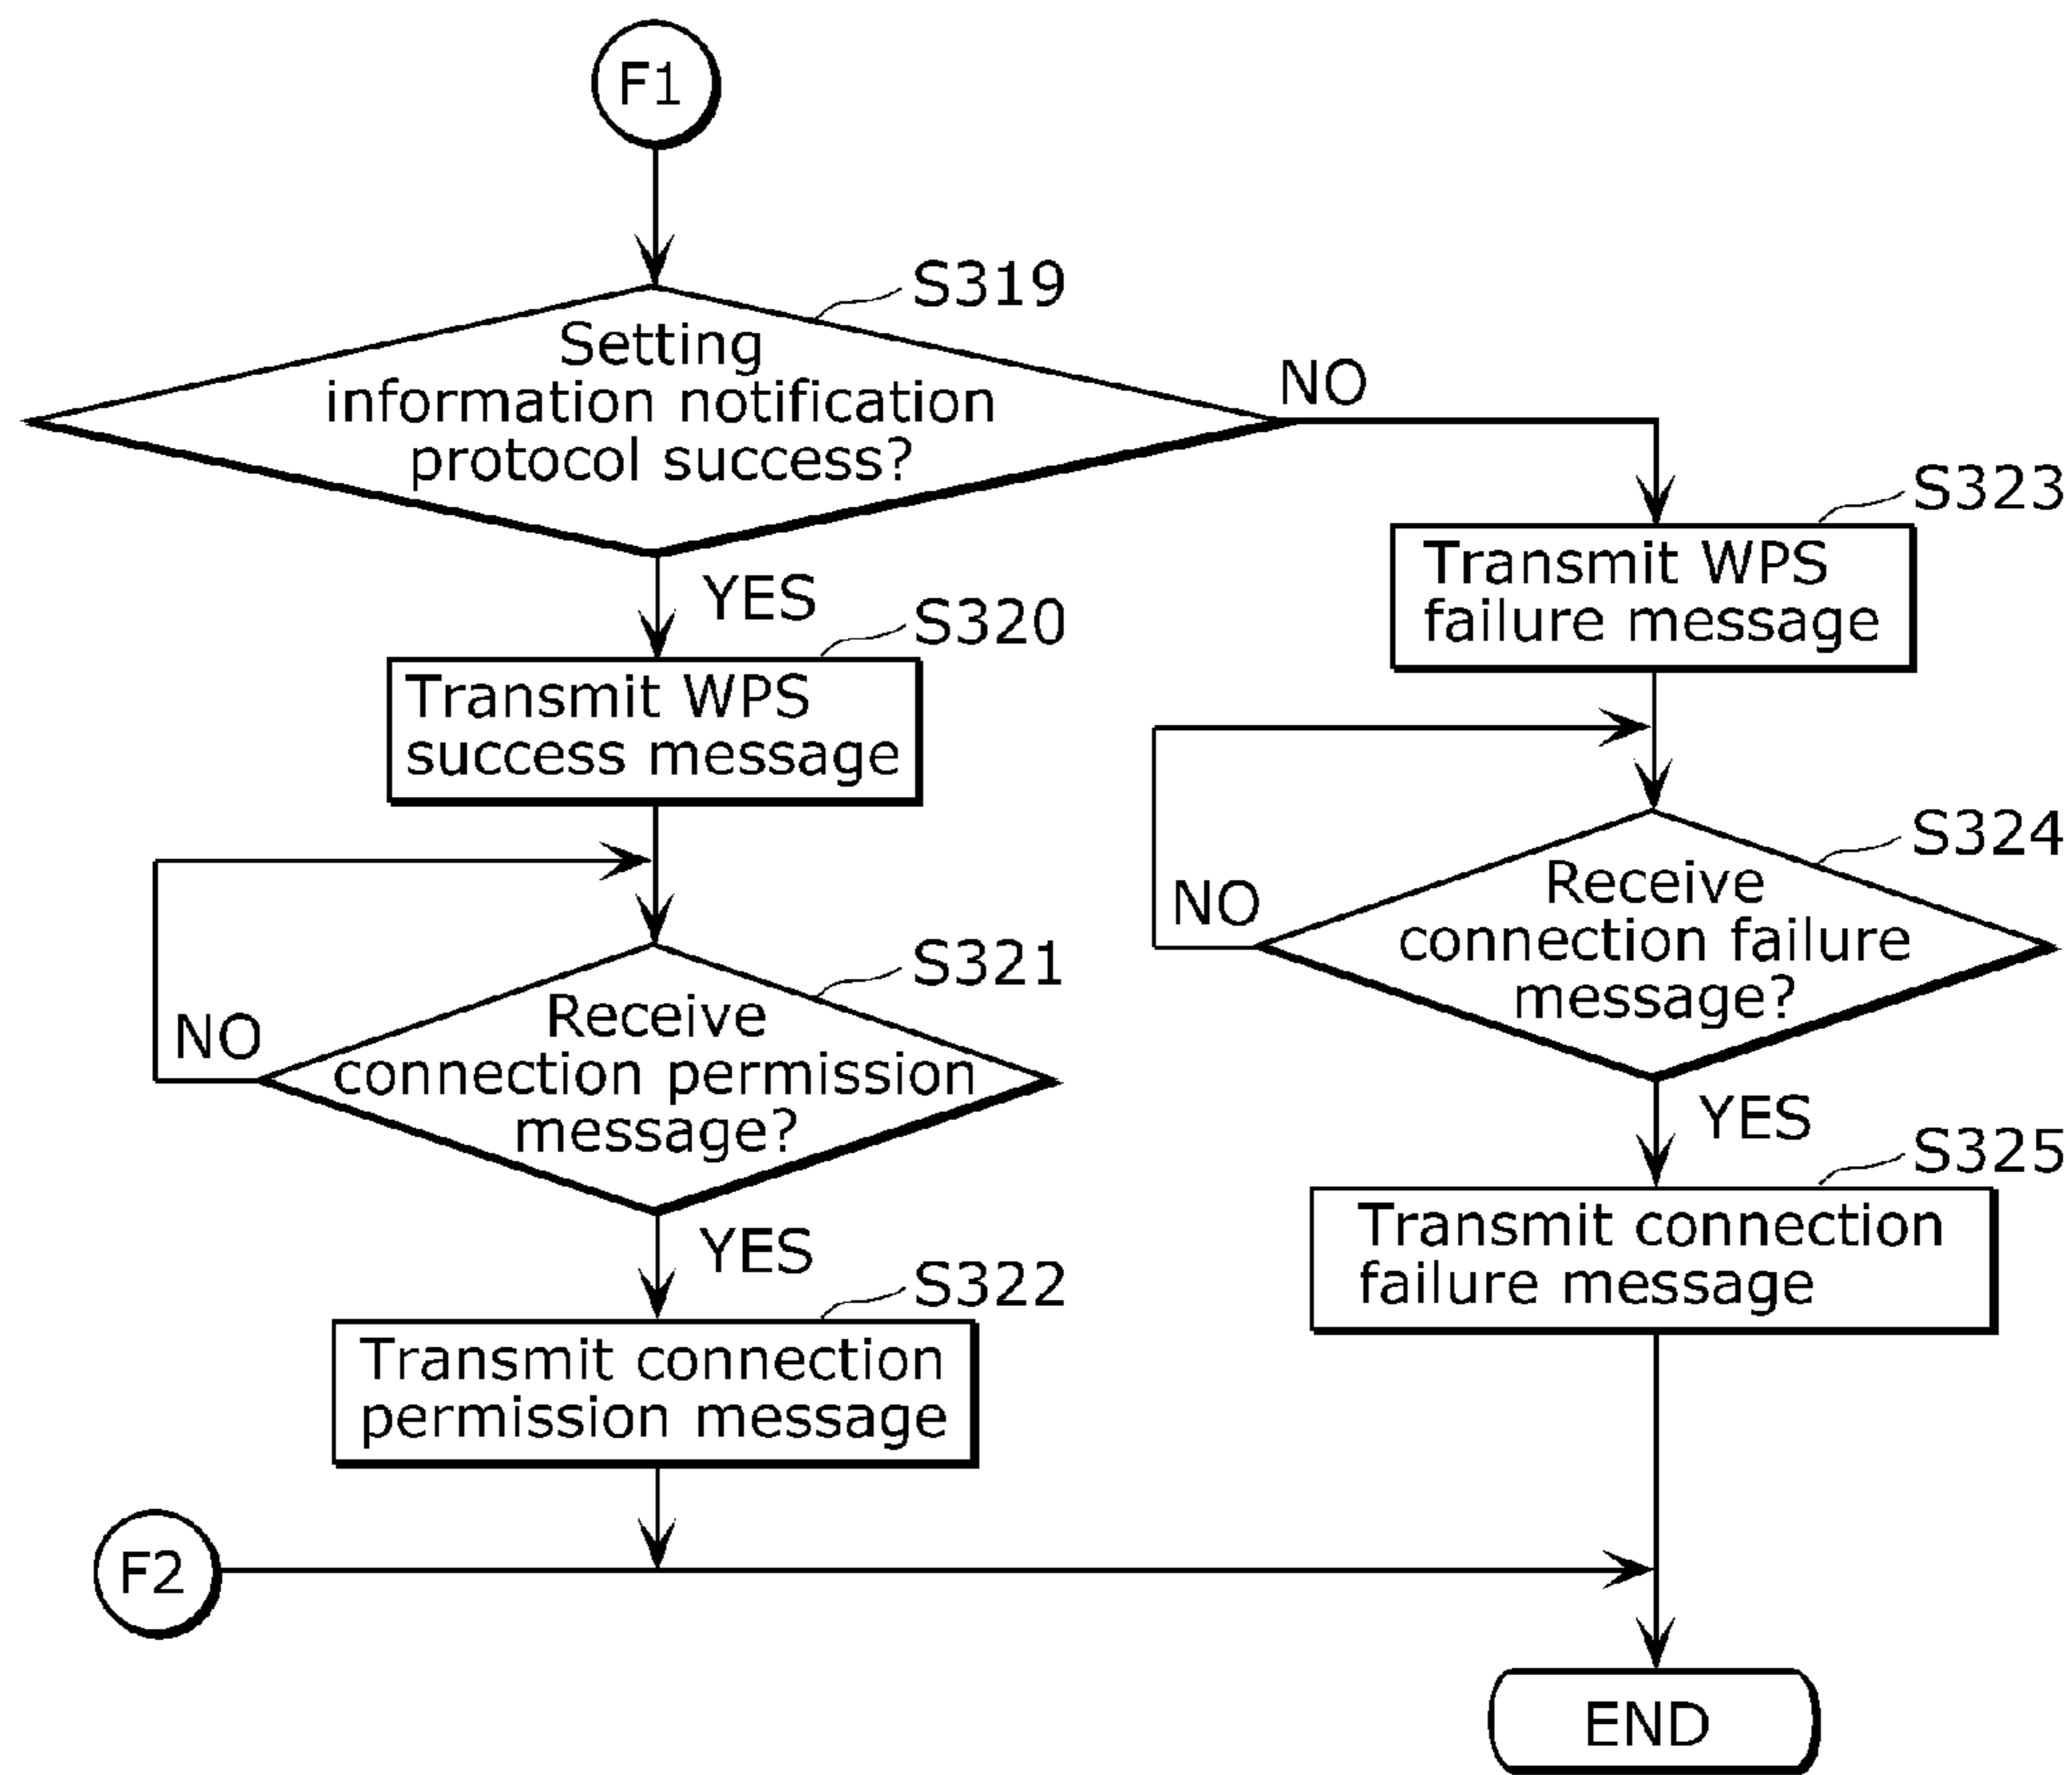 F1
S319
Setting
information notification
protocol success?
NO
YES
S320
Transmit WPS
success message
S321
Receive
connection permission
message?
NO
YES
S322
Transmit connection
permission message
F2
S323
Transmit WPS
failure message
S324
Receive
connection failure
message?
NO
YES
S325
Transmit connection
failure message
END